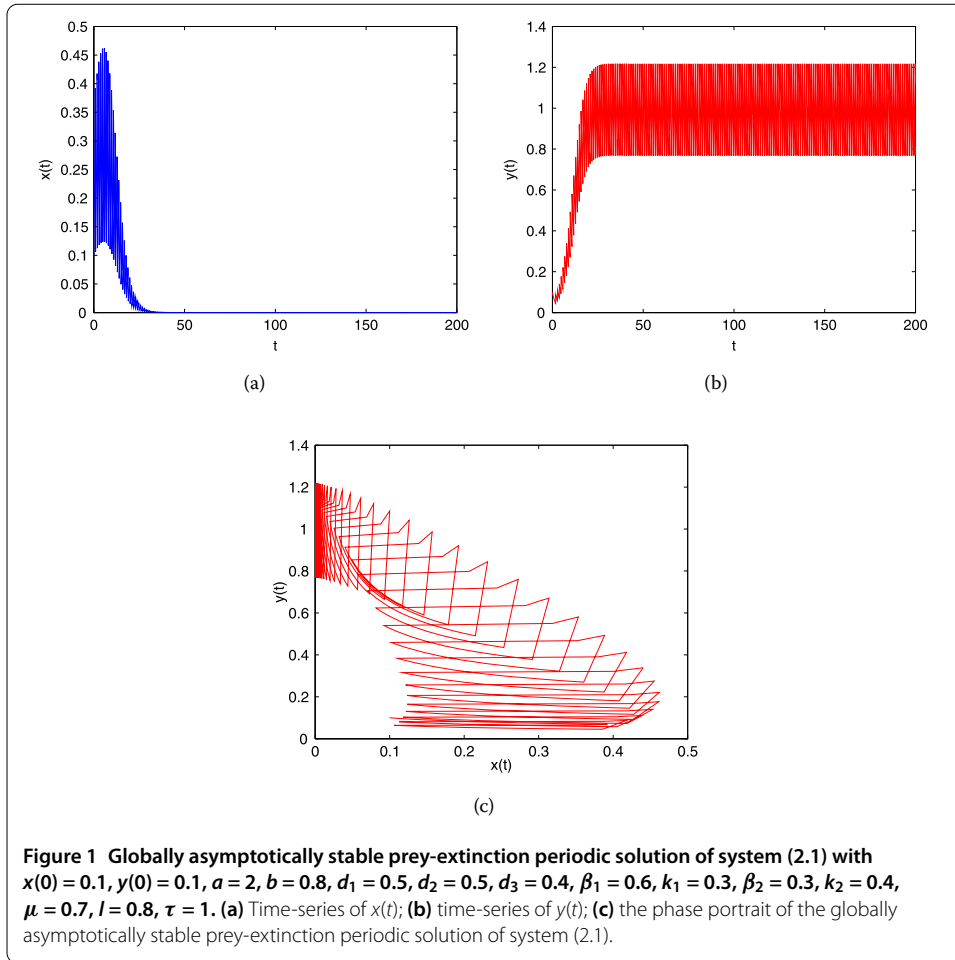 0.5
0.45
0.4
0.35
0.3
0.25
0.2
0.15
0.1
0.05
0
x(t)
0 50 100 150 200
t
(a)
1.4
1.2
1
0.8
0.6
0.4
0.2
0
y(t)
0 50 100 150 200
t
(b)
1.4
1.2
1
0.8
0.6
0.4
0.2
0
y(t)
0 0.1 0.2 0.3 0.4 0.5
x(t)
(c)
Figure 1 Globally asymptotically stable prey-extinction periodic solution of system (2.1) with
x(0) = 0.1, y(0) = 0.1, a = 2, b = 0.8, d₁ = 0.5, d₂ = 0.5, d₃ = 0.4, β₁ = 0.6, k₁ = 0.3, β₂ = 0.3, k₂ = 0.4,
μ = 0.7, l = 0.8, τ = 1. (a) Time-series of x(t); (b) time-series of y(t); (c) the phase portrait of the globally
asymptotically stable prey-extinction periodic solution of system (2.1).